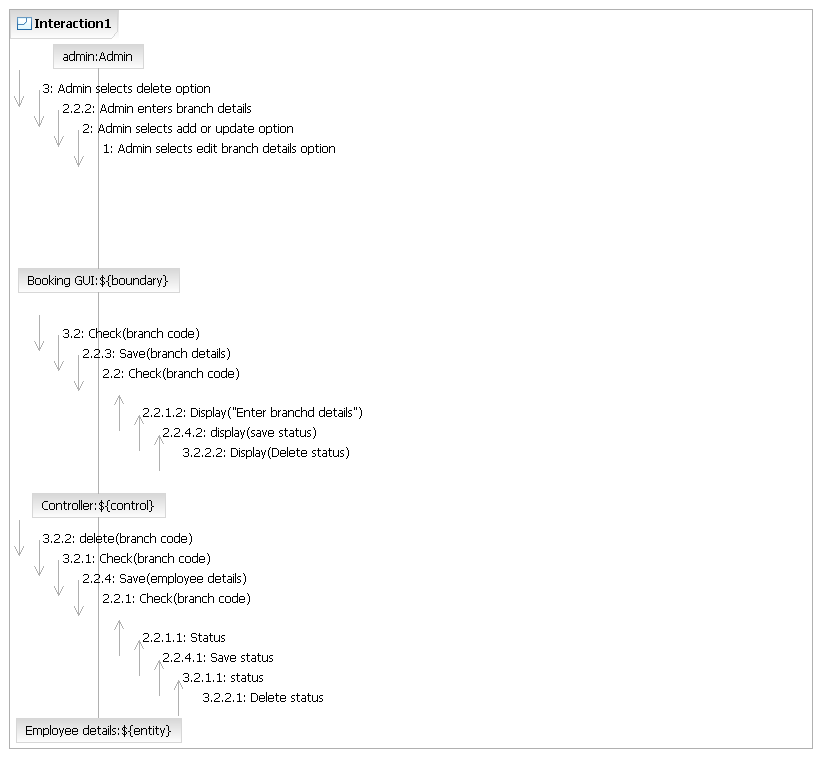 Interaction1
admin:Admin
3: Admin selects delete option
2.2.2: Admin enters branch details
2: Admin selects add or update option
1: Admin selects edit branch details option
Booking GUI:${boundary}
3.2: Check(branch code)
2.2.3: Save(branch details)
2.2: Check(branch code)
2.2.1.2: Display("Enter branchd details")
2.2.4.2: display(save status)
3.2.2.2: Display(Delete status)
Controller:${control}
3.2.2: delete(branch code)
3.2.1: Check(branch code)
2.2.4: Save(employee details)
2.2.1: Check(branch code)
2.2.1.1: Status
2.2.4.1: Save status
3.2.1.1: status
3.2.2.1: Delete status
Employee details:${entity}